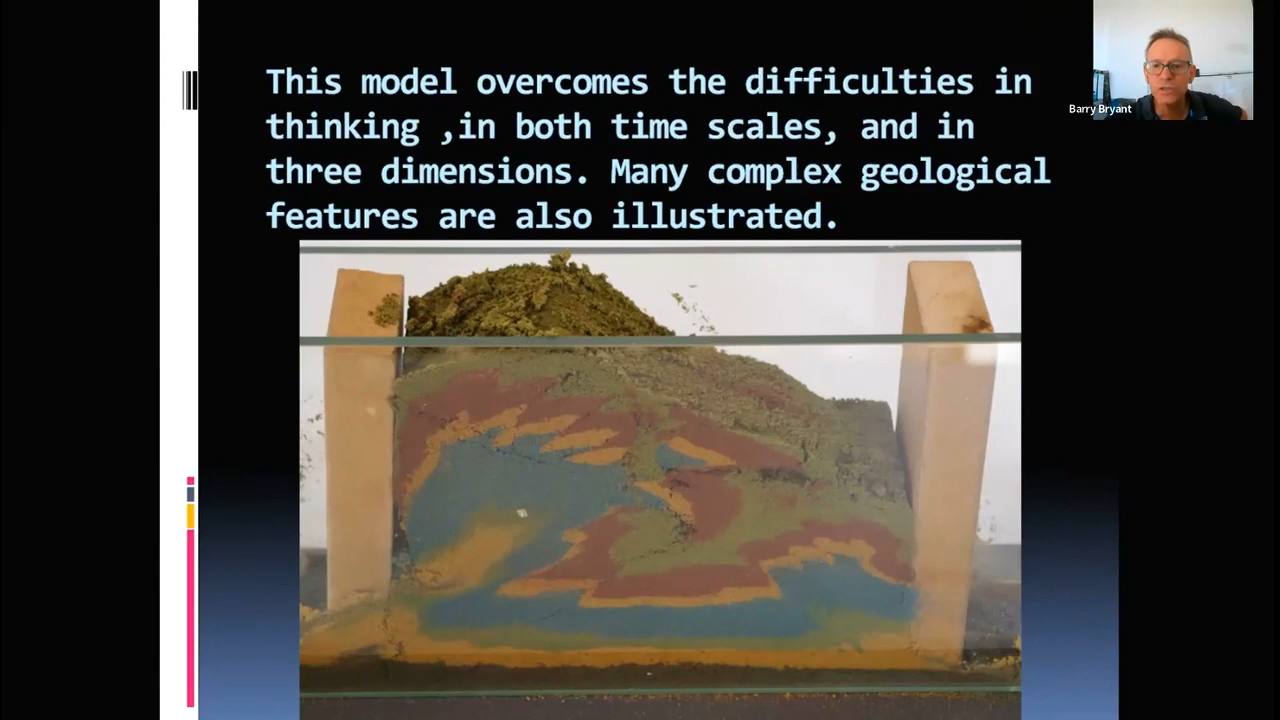 This model overcomes the difficulties in
thinking ,in both time scales, and in
three dimensions. Many complex geological
features are also illustrated.
Barry Bryant